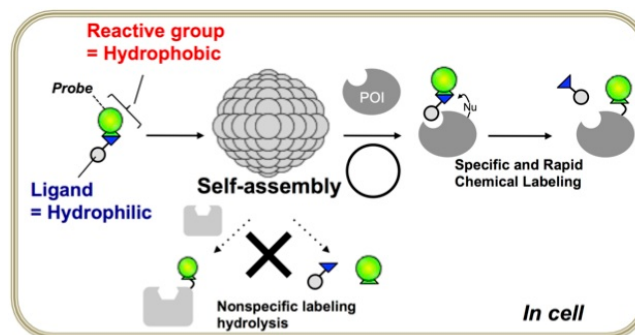 Reactive group
= Hydrophobic
Probe
POI
Nu
Ligand
= Hydrophilic
Self-assembly
Specific and Rapid
Chemical Labeling
Nonspecific labeling
hydrolysis
In cell